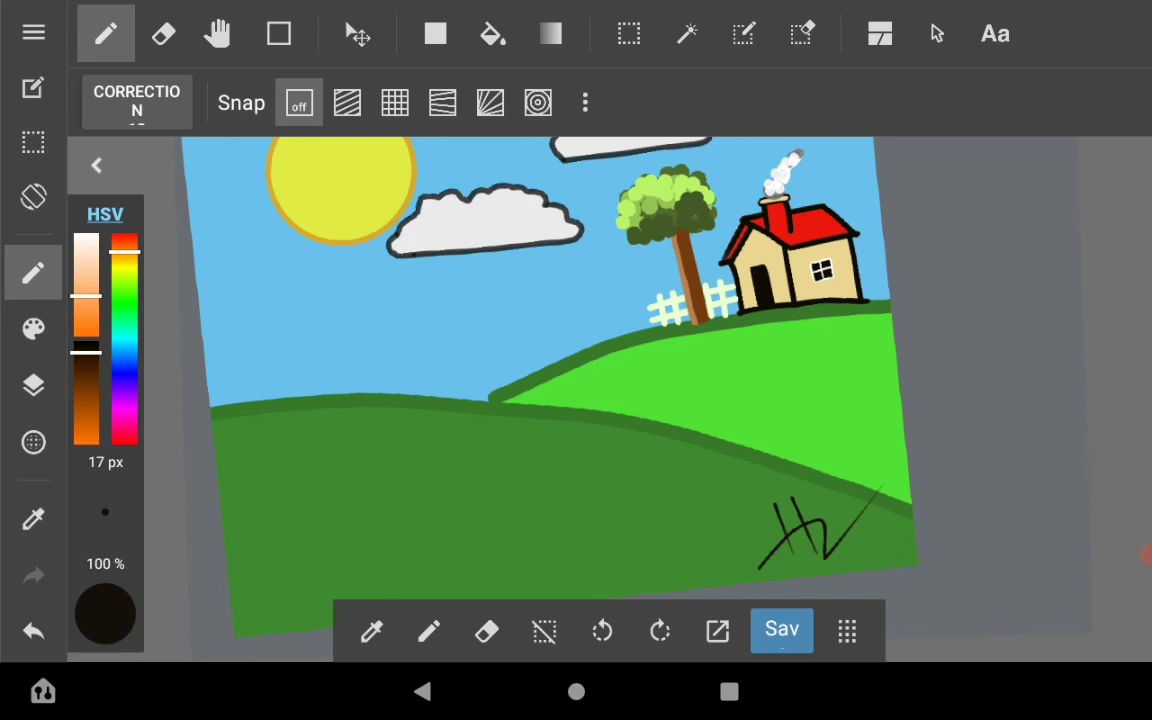 Aa
CORRECTIO
N
Snap
off
HSV
17 px
100 %
Sav